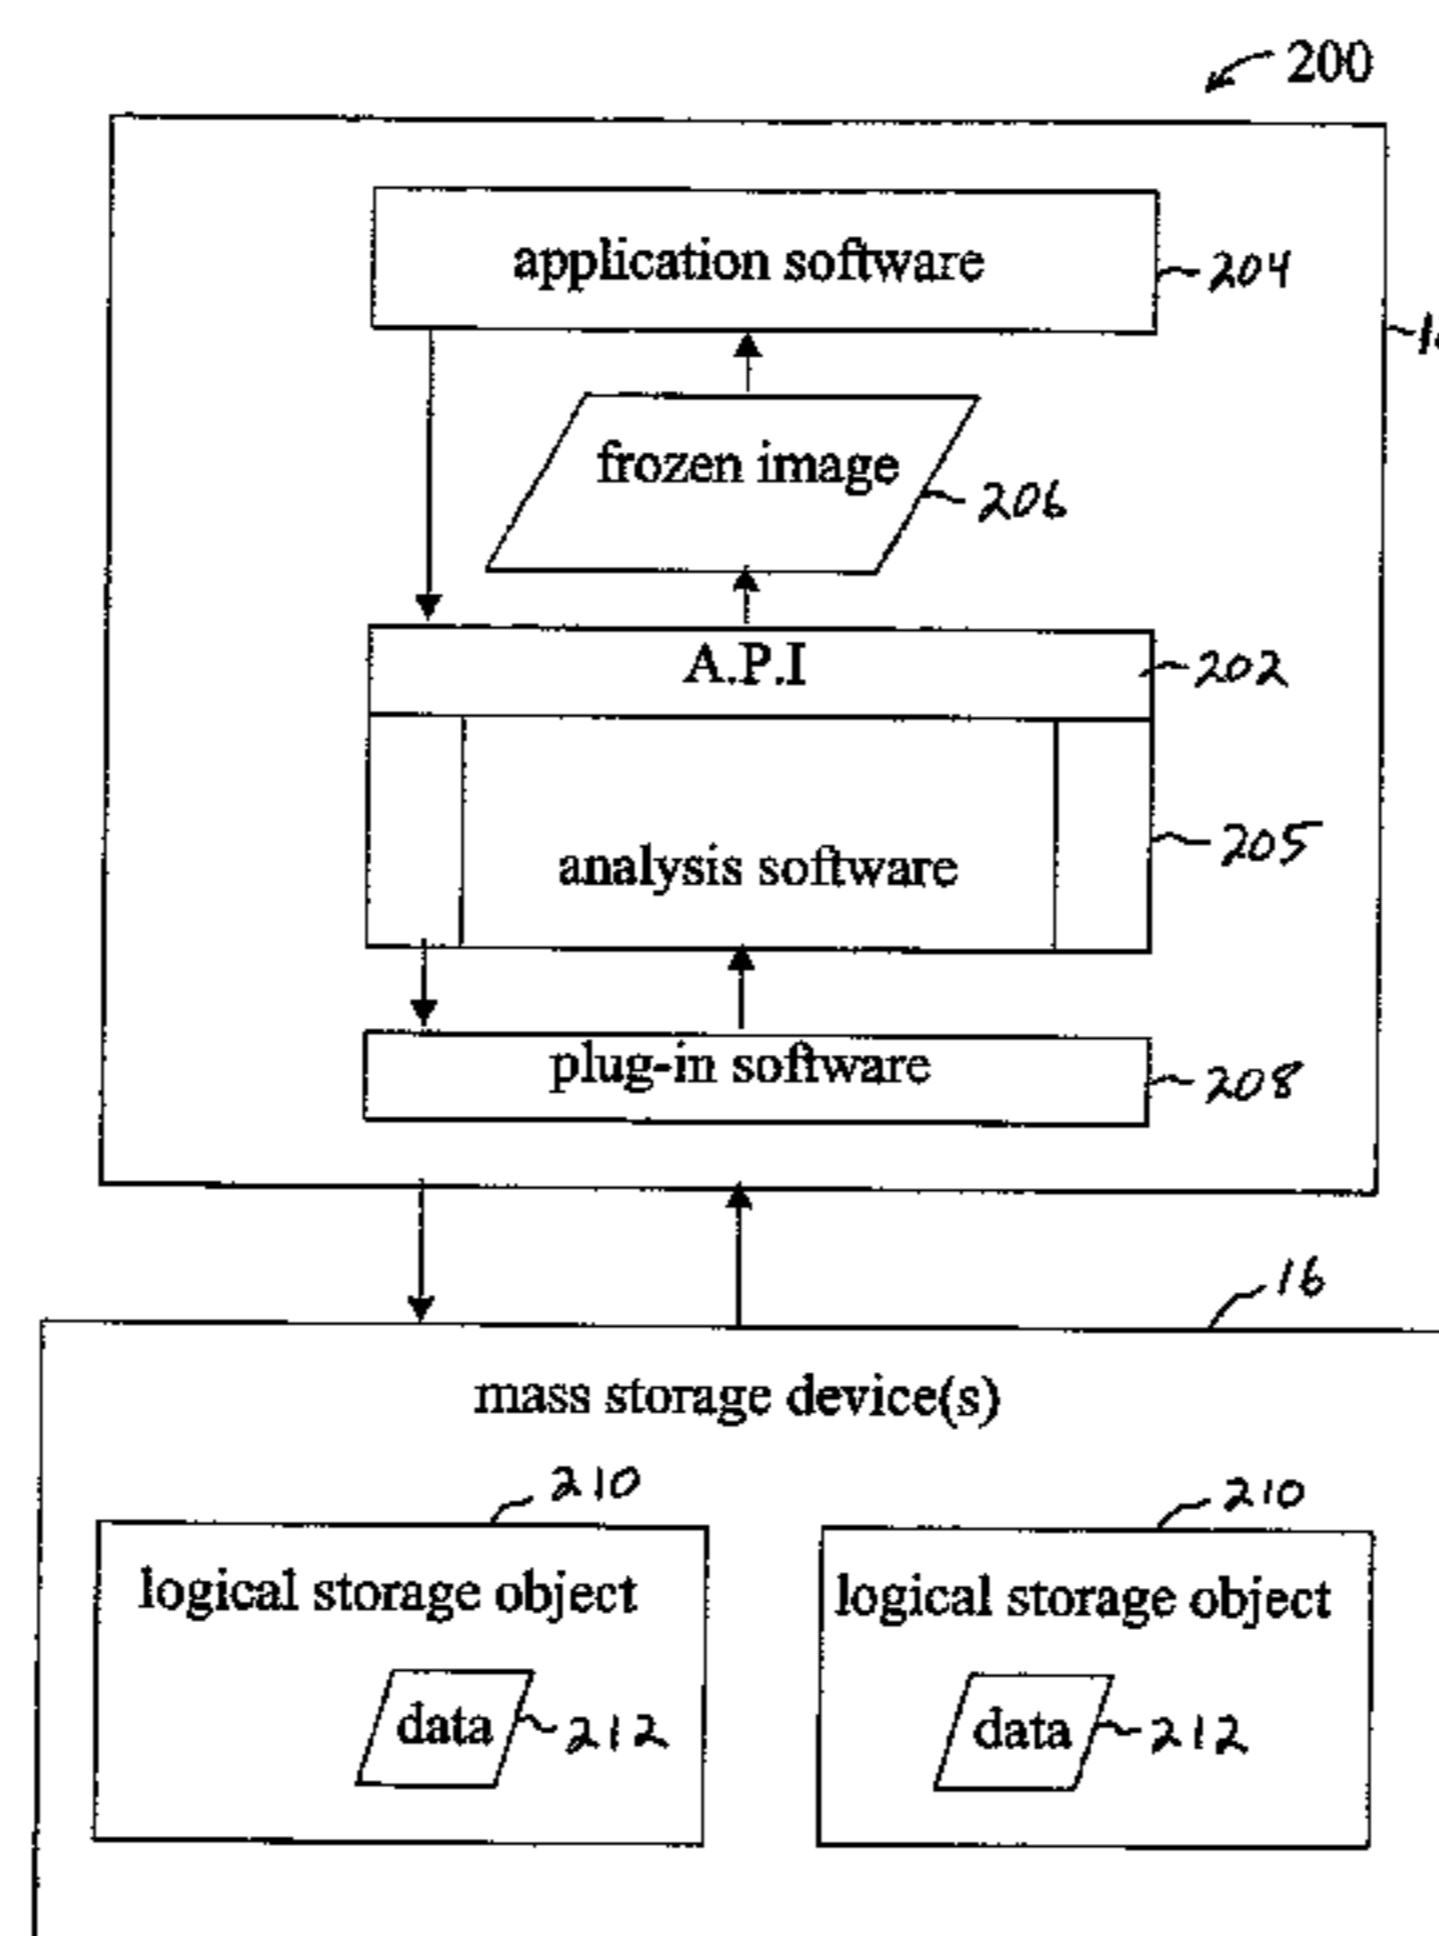 200
application software
204
frozen image
206
A.P.I
202
analysis software
205
plug-in software
208
16
mass storage device(s)
210
210
logical storage object
logical storage object
data
212
data
212